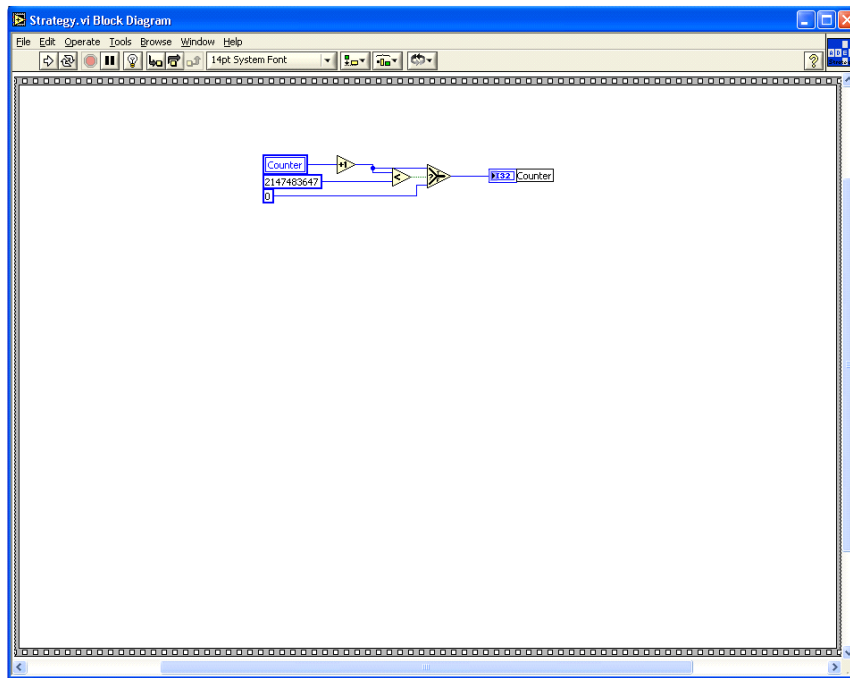 Strategy.vi Block Diagram
File Edit Operate Tools Browse Window Help
14pt System Font
?
Counter
+1
2147483647
<
?
0
I32
Counter